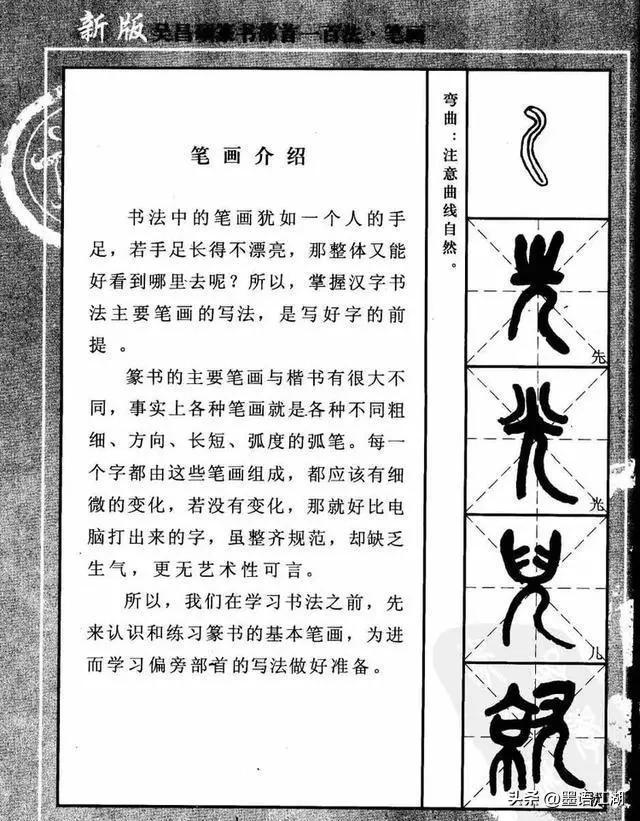 新版 吴昌硕篆书部首一百法·笔画
笔画介绍
书法中的笔画犹如一个人的手
足，若手足长得不漂亮，那整体又能
好看到哪里去呢？所以，掌握汉字书
法主要笔画的写法，是写好字的前
提。
篆书的主要笔画与楷书有很大不
同，事实上各种笔画就是各种不同粗
细、方向、长短、弧度的弧笔。每一
个字都由这些笔画组成，都应该有细
微的变化，若没有变化，那就好比电
脑打出来的字，虽整齐规范，却缺乏
生气，更无艺术性可言。
所以，我们在学习书法之前，先
来认识和练习篆书的基本笔画，为进
而学习偏旁部首的写法做好准备。
弯曲：注意曲线自然。
先
光
儿
头条@墨语江湖